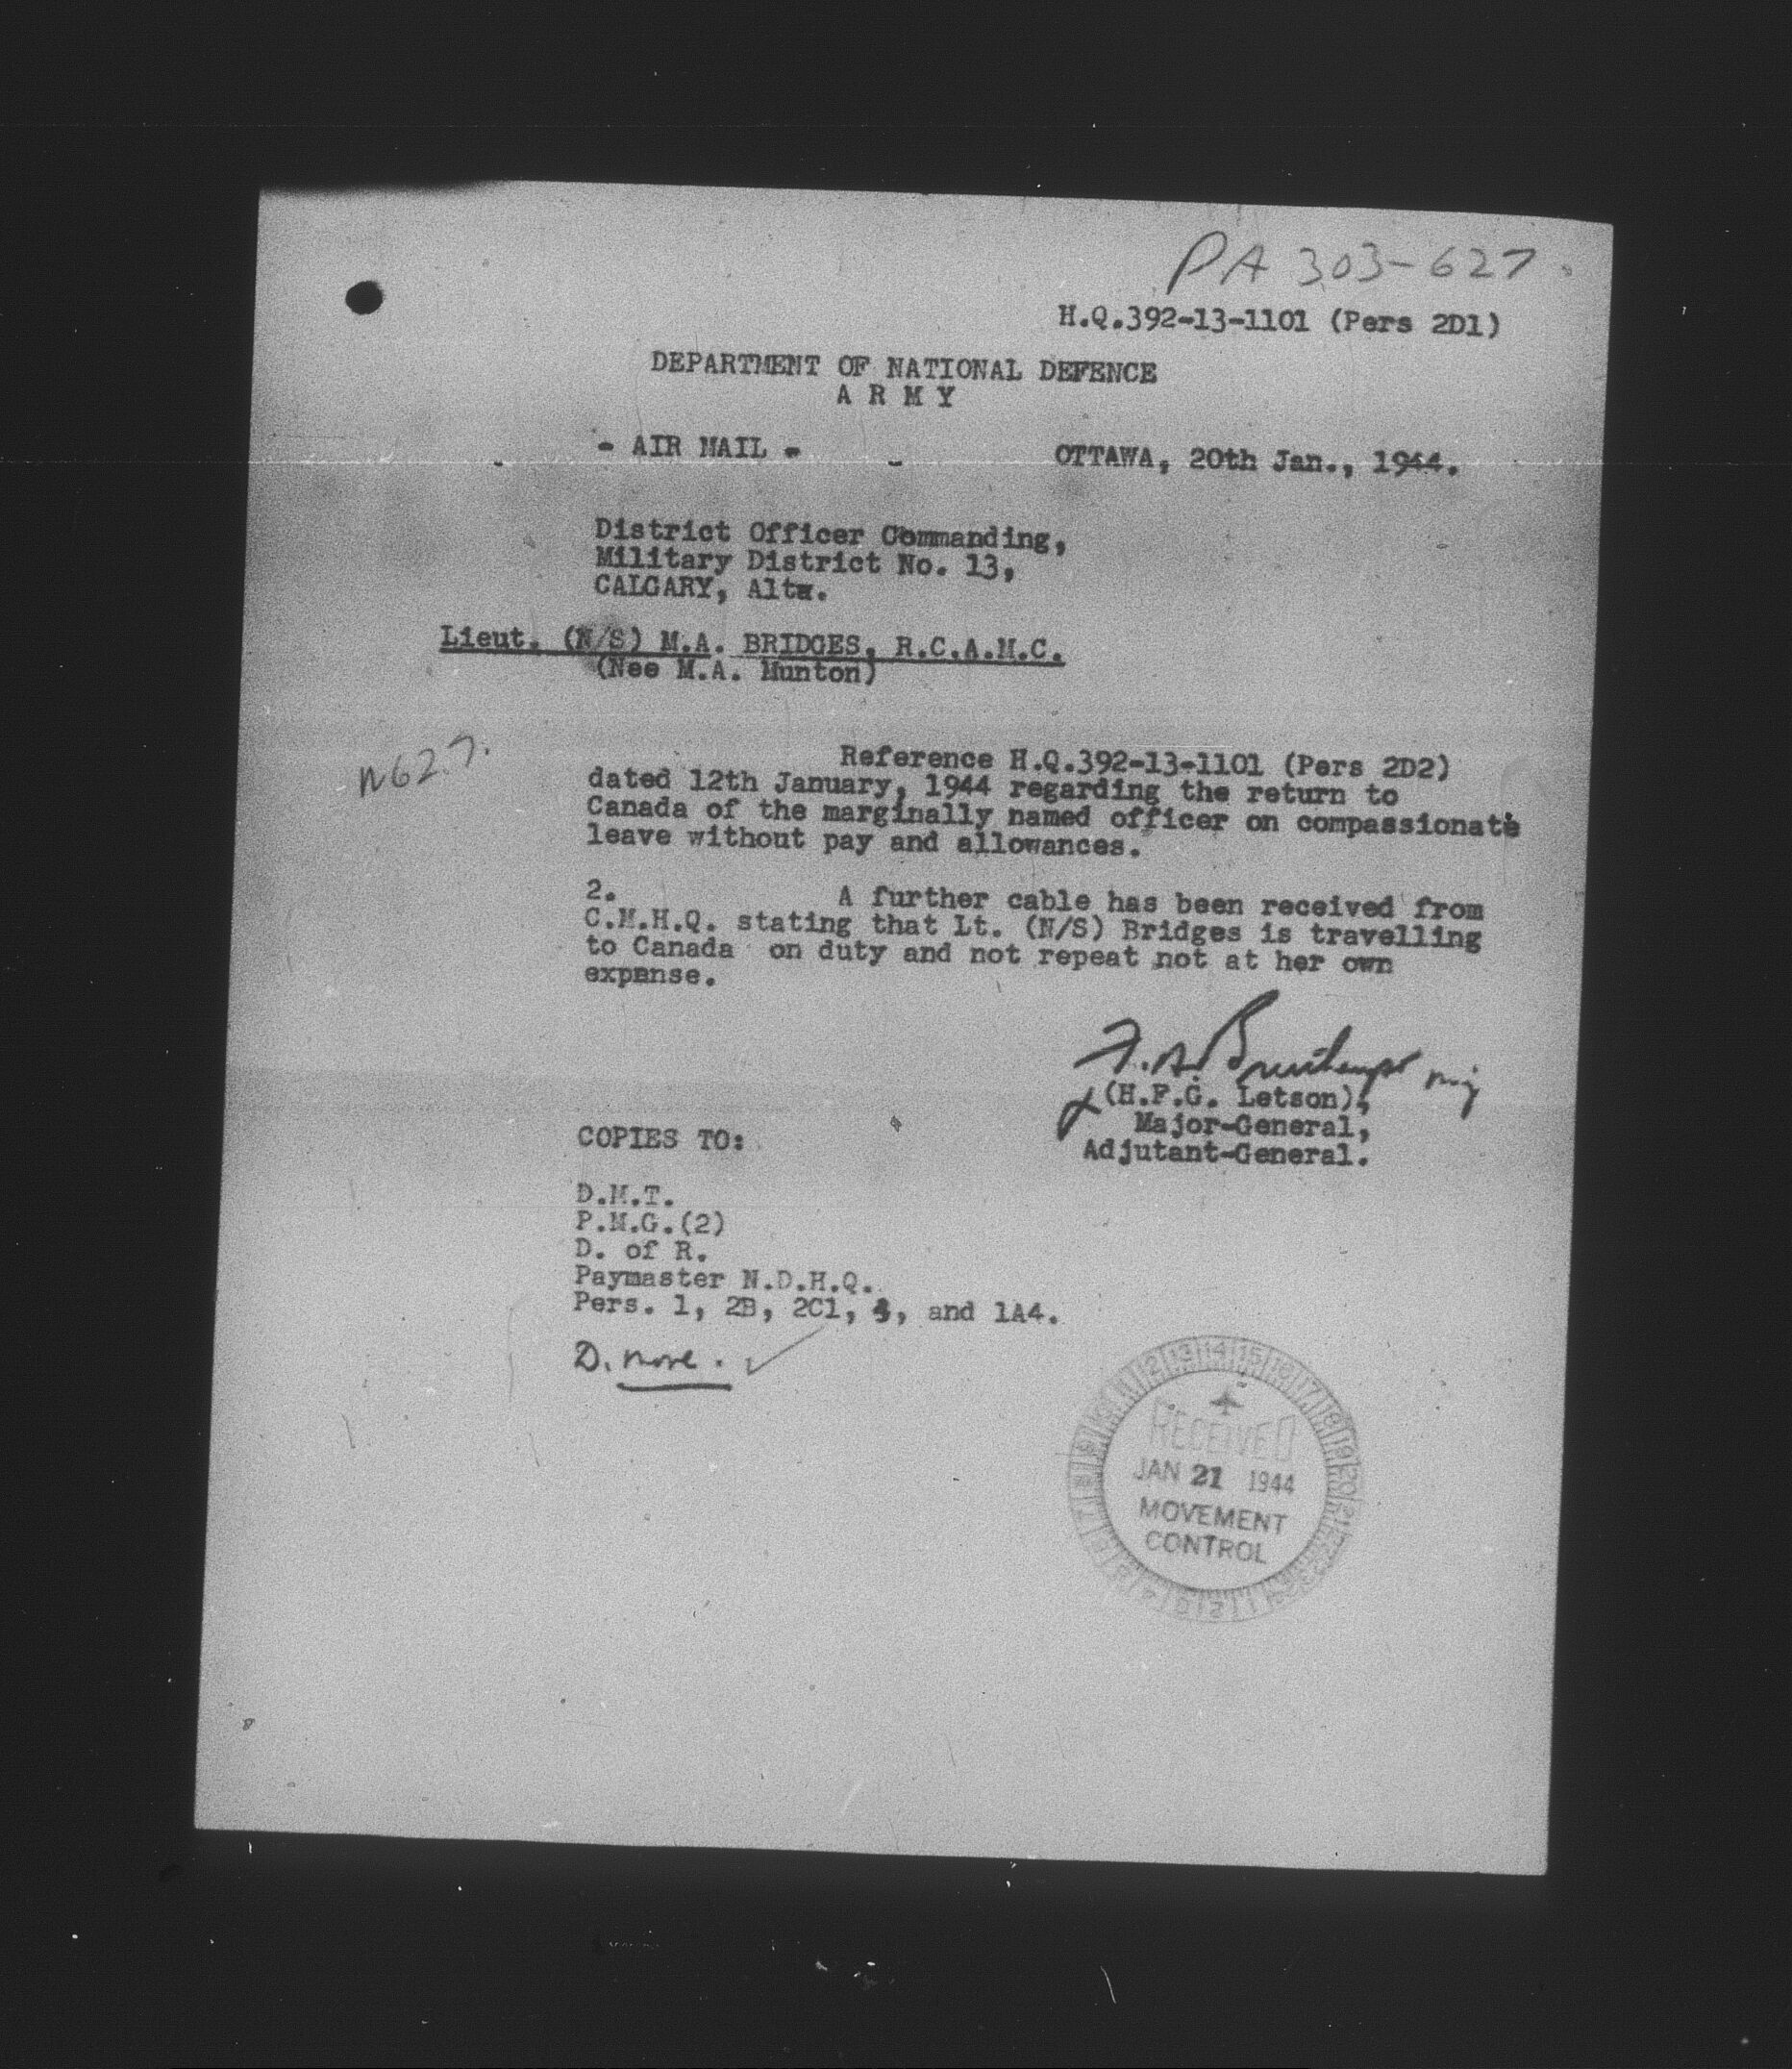 PA 303-627.
H.Q.392-13-1101 (Pers 2D1)
DEPARTMENT OF NATIONAL DEFENCE
A R M Y
- AIR MAIL -
OTTAWA, 20th Jan., 1944.
District Officer Commanding,
Military District No. 13,
CALGARY, Alta.
Lieut. (N/S) M.A. BRIDGES, R.C.A.M.C.
(Nee M.A. Munton)
N627.
Reference H.Q.392-13-1101 (Pers 2D2)
dated 12th January, 1944 regarding the return to
Canada of the marginally named officer on compassionate
leave without pay and allowances.
2. A further cable has been received from
C.M.H.Q. stating that Lt. (N/S) Bridges is travelling
to Canada on duty and not repeat not at her own
expense.
(H.F.G. Letson),
Major-General,
Adjutant-General.
COPIES TO:
D.M.T.
P.M.G.(2)
D. of R.
Paymaster N.D.H.Q.
Pers. 1, 2B, 2C1, 3, and 1A4.
D. move.
RECEIVED
JAN 21 1944
MOVEMENT
CONTROL